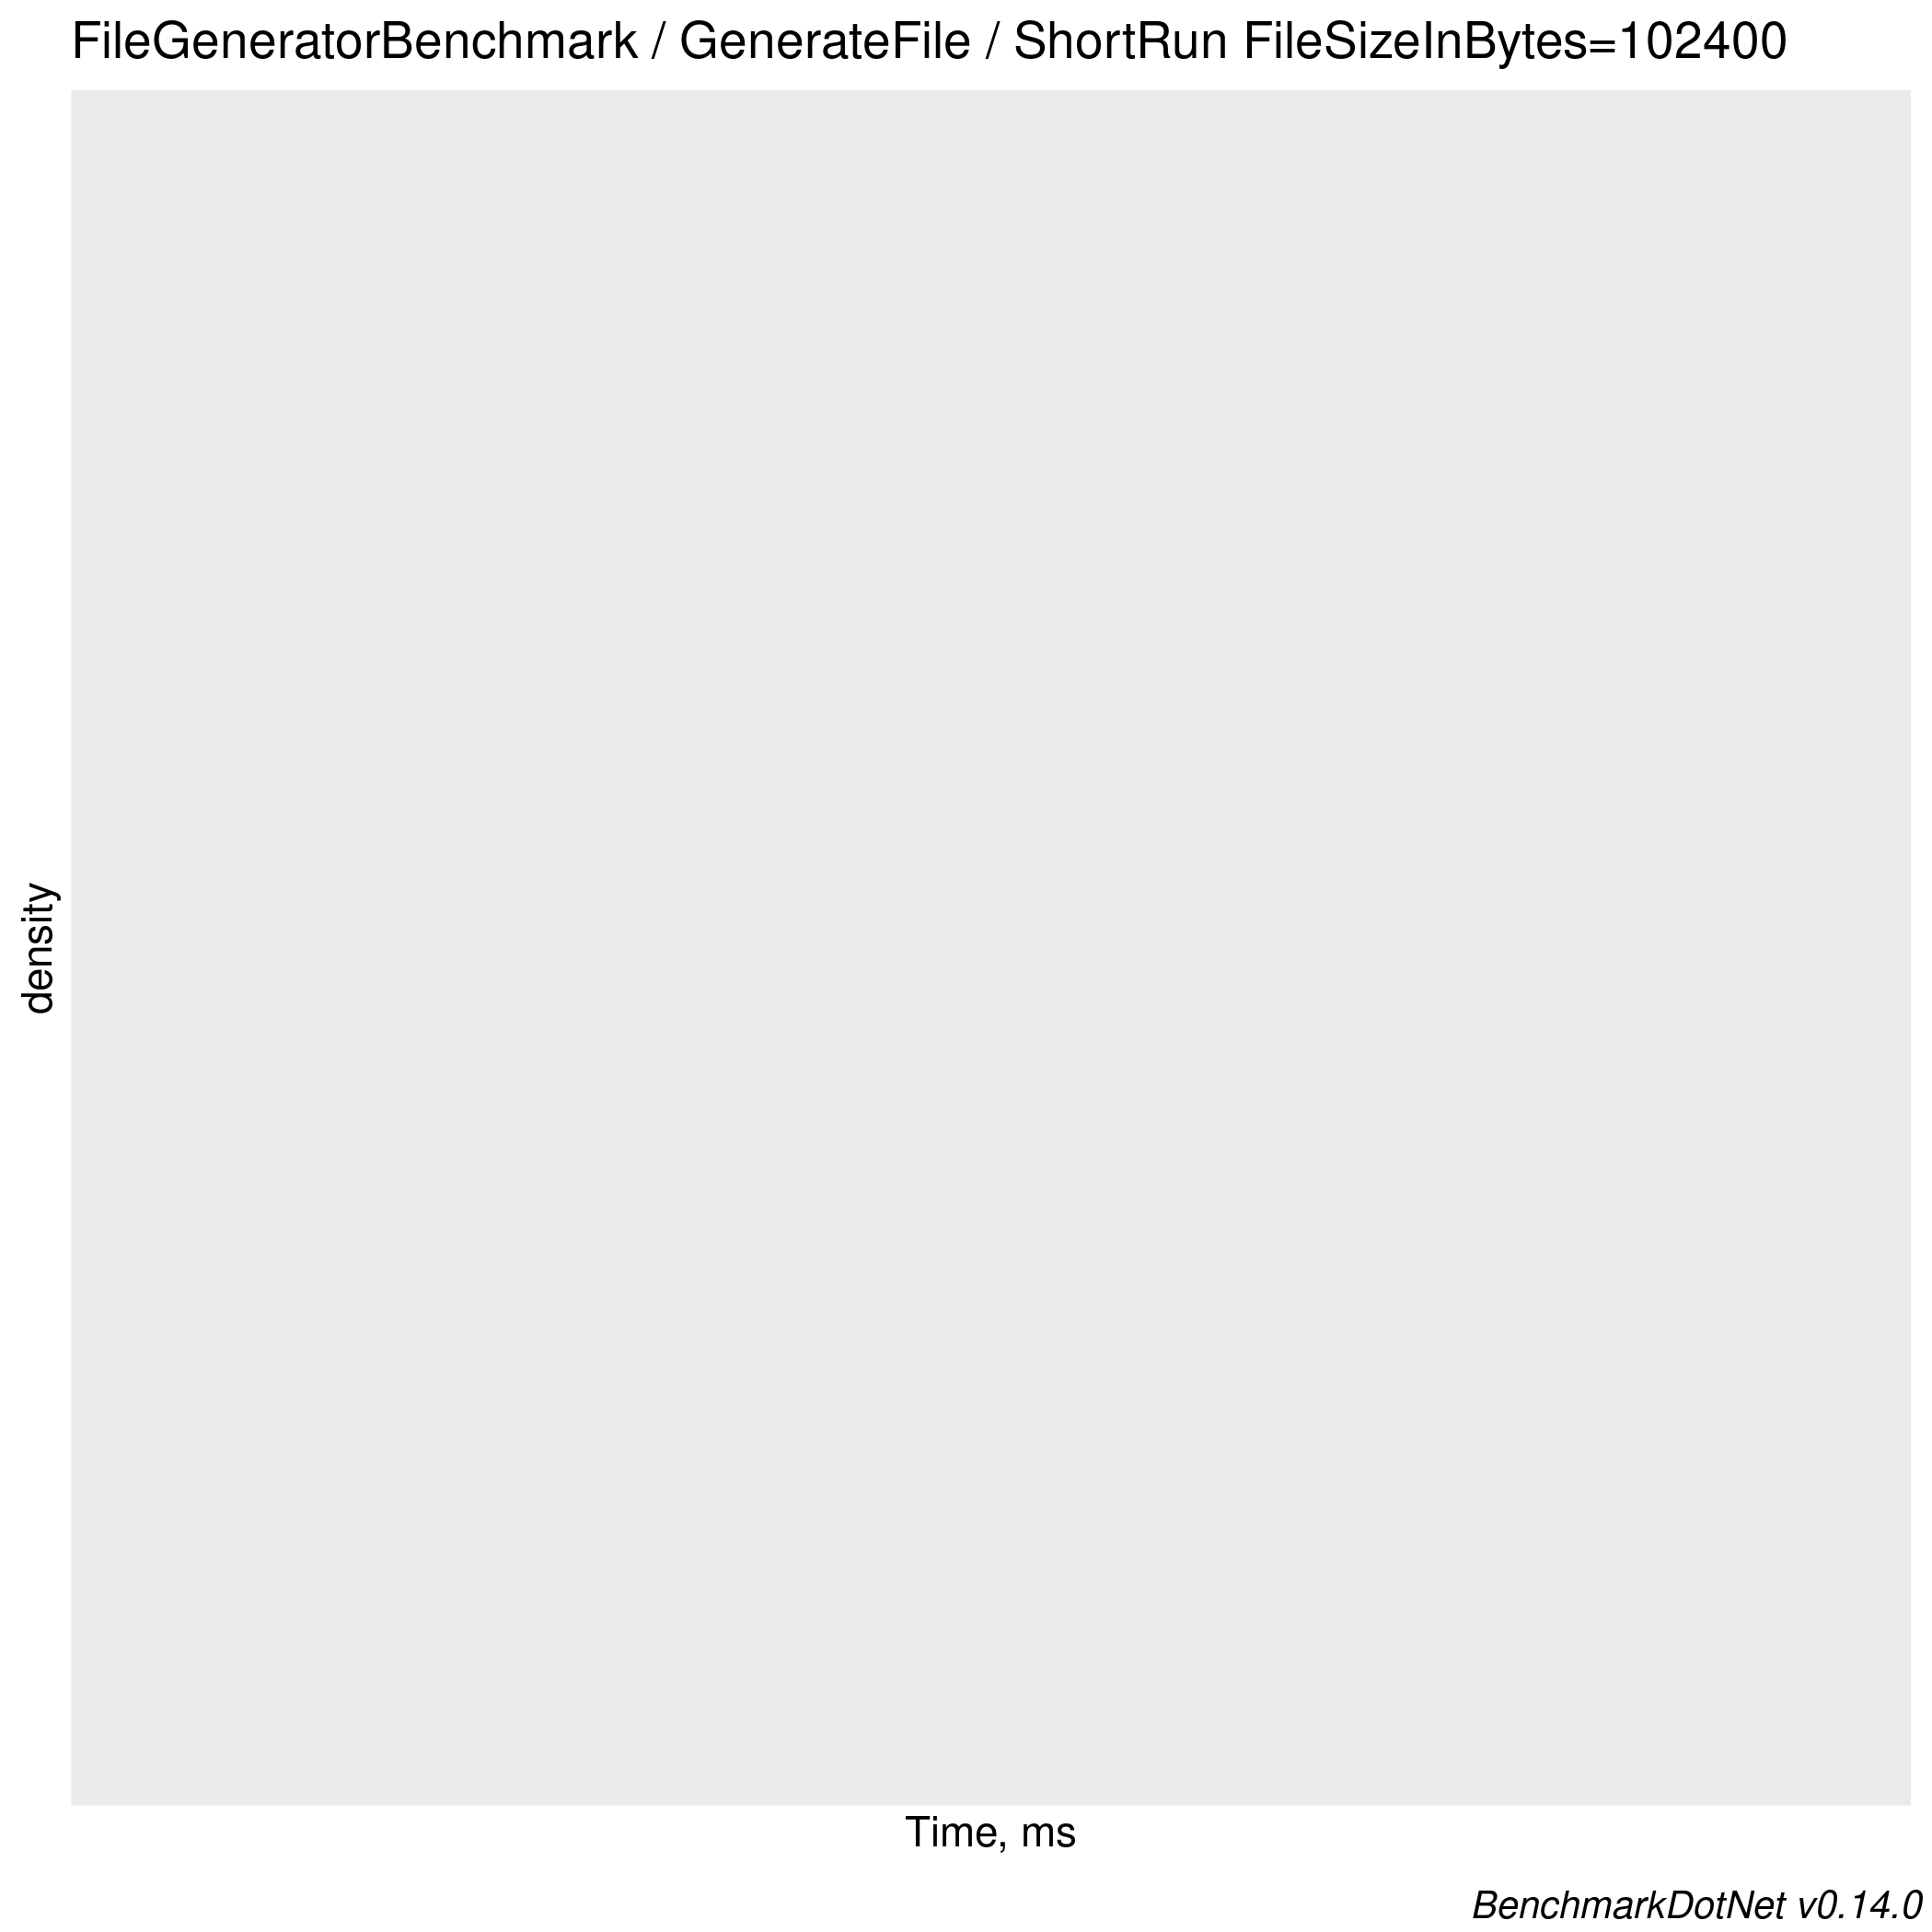 FileGeneratorBenchmark / GenerateFile / ShortRun FileSizeInBytes=102400
density
Time, ms
BenchmarkDotNet v0.14.0